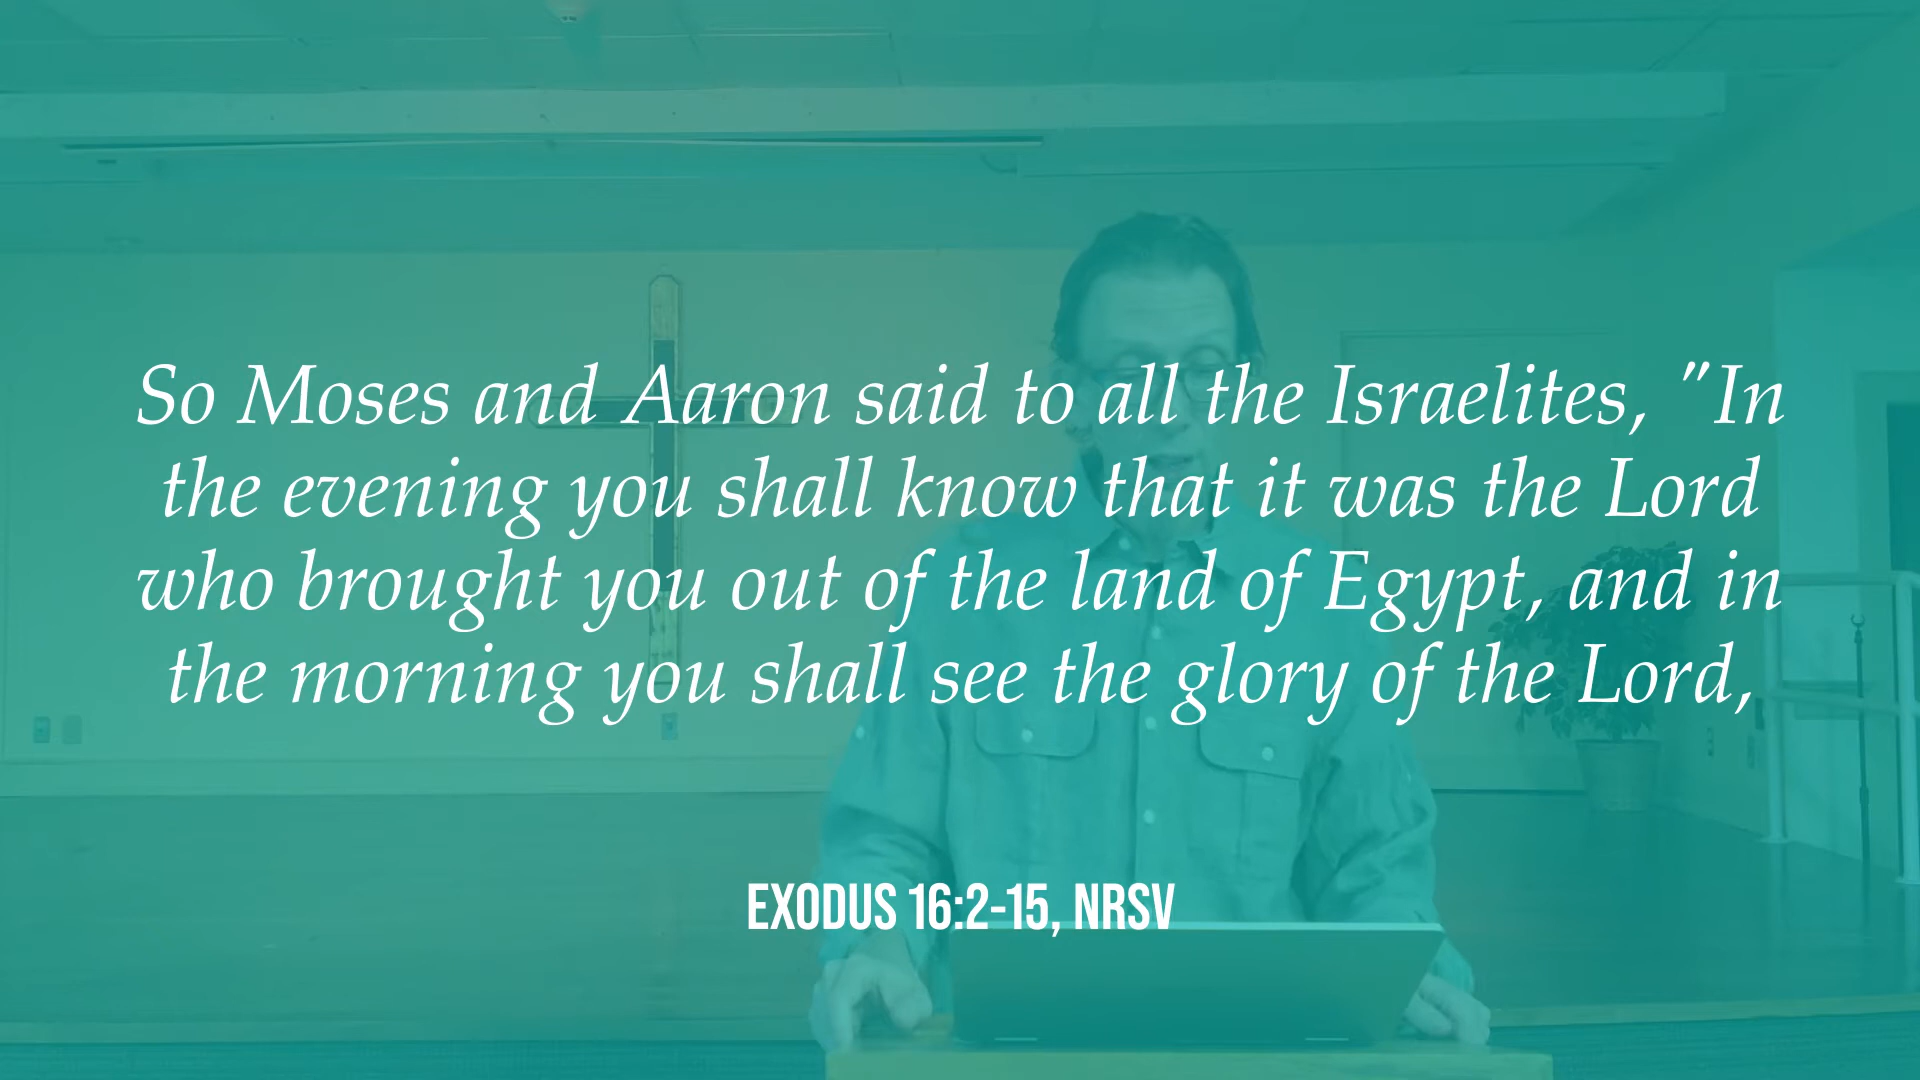 So Moses and Aaron said to all the Israelites, "In
the evening you shall know that it was the Lord
who brought you out of the land of Egypt, and in
the morning you shall see the glory of the Lord,
EXODUS 16:2-15, NRSV